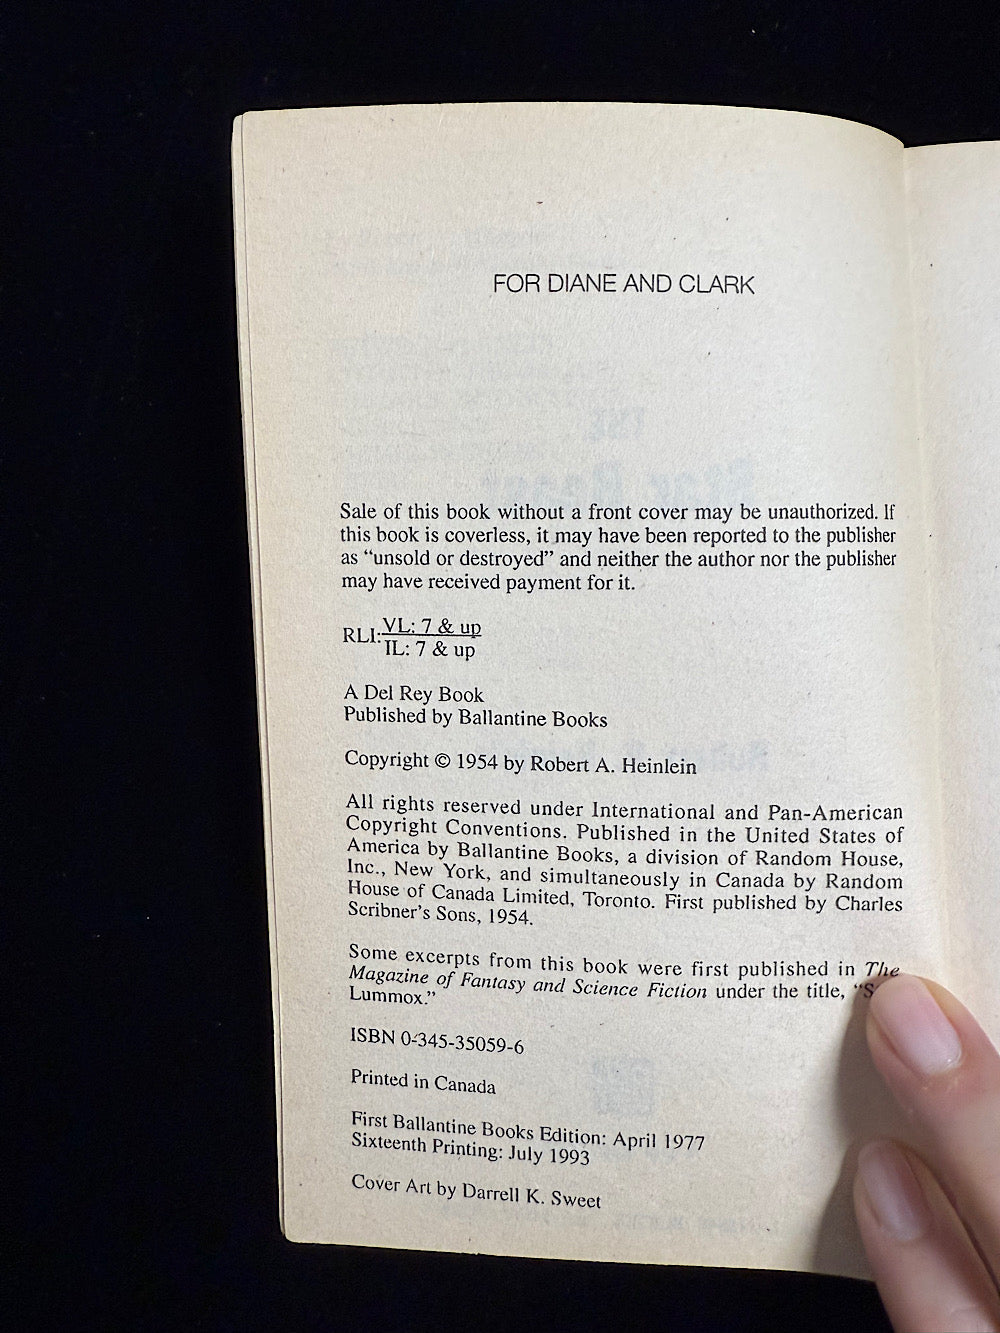 FOR DIANE AND CLARK
Sale of this book without a front cover may be unauthorized. If
this book is coverless, it may have been reported to the publisher
as “unsold or destroyed” and neither the author nor the publisher
may have received payment for it.
RLI: VL: 7 & up
IL: 7 & up
A Del Rey Book
Published by Ballantine Books
Copyright © 1954 by Robert A. Heinlein
All rights reserved under International and Pan-American
Copyright Conventions. Published in the United States of
America by Ballantine Books, a division of Random House,
Inc., New York, and simultaneously in Canada by Random
House of Canada Limited, Toronto. First published by Charles
Scribner's Sons, 1954.
Some excerpts from this book were first published in The
Magazine of Fantasy and Science Fiction under the title,
Lummox.”
ISBN 0-345-35059-6
Printed in Canada
First Ballantine Books Edition: April 1977
Sixteenth Printing: July 1993
Cover Art by Darrell K. Sweet